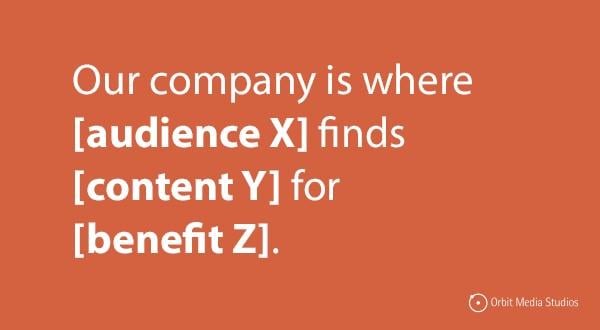 Our company is where
[audience X] finds
[content Y] for
[benefit Z].
Orbit Media Studios